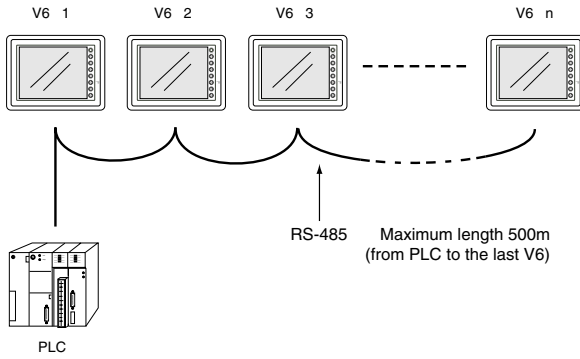 V6 1 V6 2 V6 3 V6 n
RS-485 Maximum length 500m
(from PLC to the last V6)
PLC